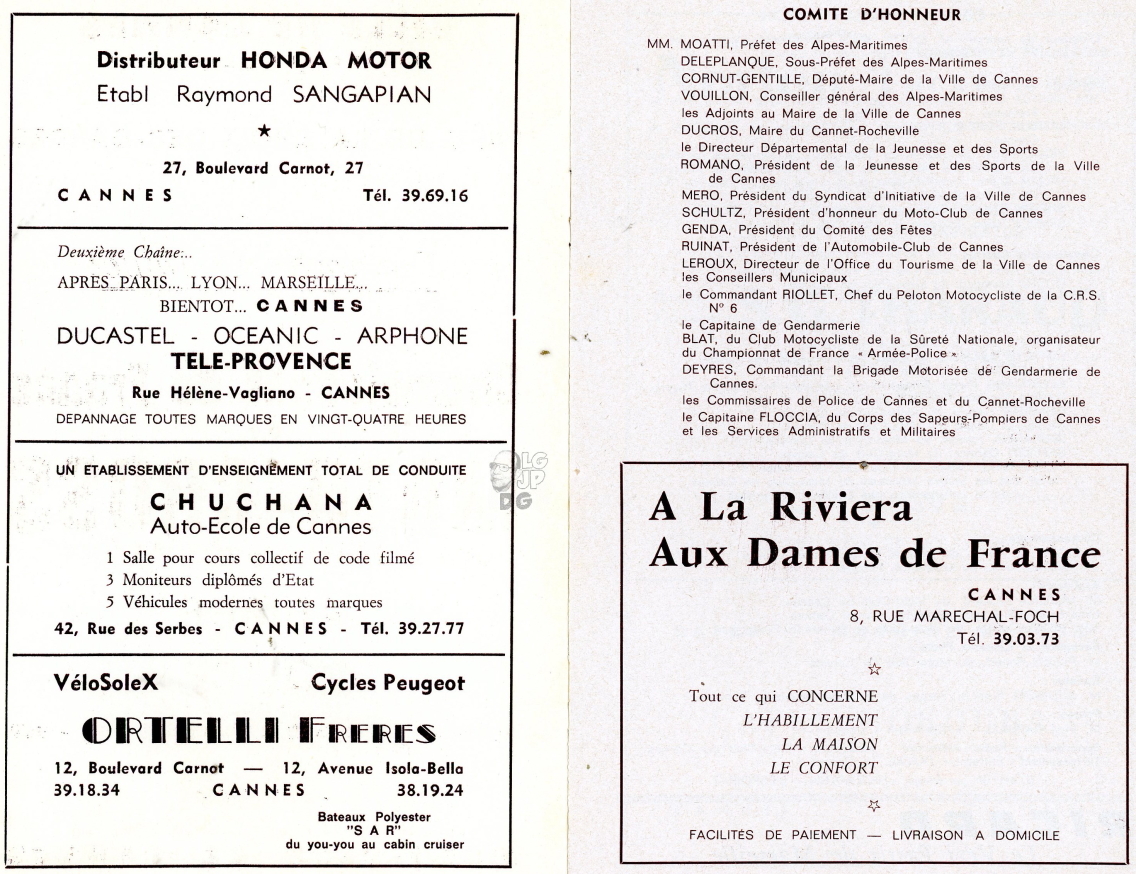 Distributeur HONDA MOTOR
Etabl Raymond SANGAPIAN
27, Boulevard Carnot, 27
CANNES Tél. 39.69.16
Deuxième Chaîne...
APRES PARIS... LYON... MARSEILLE...
BIENTOT... CANNES
DUCASTEL - OCEANIC - ARPHONE
TELE-PROVENCE
Rue Hélène-Vagliano - CANNES
DEPANNAGE TOUTES MARQUES EN VINGT-QUATRE HEURES
UN ETABLISSEMENT D'ENSEIGNEMENT TOTAL DE CONDUITE
CHUCHANA
Auto-Ecole de Cannes
1 Salle pour cours collectif de code filmé
3 Moniteurs diplômés d'Etat
5 Véhicules modernes toutes marques
42, Rue des Serbes - CANNES - Tél. 39.27.77
VéloSoleX Cycles Peugeot
ORTELLI FRERES
12, Boulevard Carnot — 12, Avenue Isola-Bella
39.18.34 CANNES 38.19.24
Bateaux Polyester
"S A R"
du you-you au cabin cruiser
LG
JP
DG
COMITE D'HONNEUR
MM. MOATTI, Préfet des Alpes-Maritimes
DELEPLANQUE, Sous-Préfet des Alpes-Maritimes
CORNUT-GENTILLE, Député-Maire de la Ville de Cannes
VOUILLON, Conseiller général des Alpes-Maritimes
les Adjoints au Maire de la Ville de Cannes
DUCROS, Maire du Cannet-Rocheville
le Directeur Départemental de la Jeunesse et des Sports
ROMANO, Président de la Jeunesse et des Sports de la Ville
de Cannes
MERO, Président du Syndicat d'Initiative de la Ville de Cannes
SCHULTZ, Président d'honneur du Moto-Club de Cannes
GENDA, Président du Comité des Fêtes
RUINAT, Président de l'Automobile-Club de Cannes
LEROUX, Directeur de l'Office du Tourisme de la Ville de Cannes
les Conseillers Municipaux
le Commandant RIOLLET, Chef du Peloton Motocycliste de la C.R.S.
N° 6
le Capitaine de Gendarmerie
BLAT, du Club Motocycliste de la Sûreté Nationale, organisateur
du Championnat de France « Armée-Police »
DEYRES, Commandant la Brigade Motorisée de Gendarmerie de
Cannes.
les Commissaires de Police de Cannes et du Cannet-Rocheville
le Capitaine FLOCCIA, du Corps des Sapeurs-Pompiers de Cannes
et les Services Administratifs et Militaires
A La Riviera
Aux Dames de France
CANNES
8, RUE MARECHAL-FOCH
Tél. 39.03.73
Tout ce qui CONCERNE
L'HABILLEMENT
LA MAISON
LE CONFORT
FACILITÉS DE PAIEMENT — LIVRAISON A DOMICILE